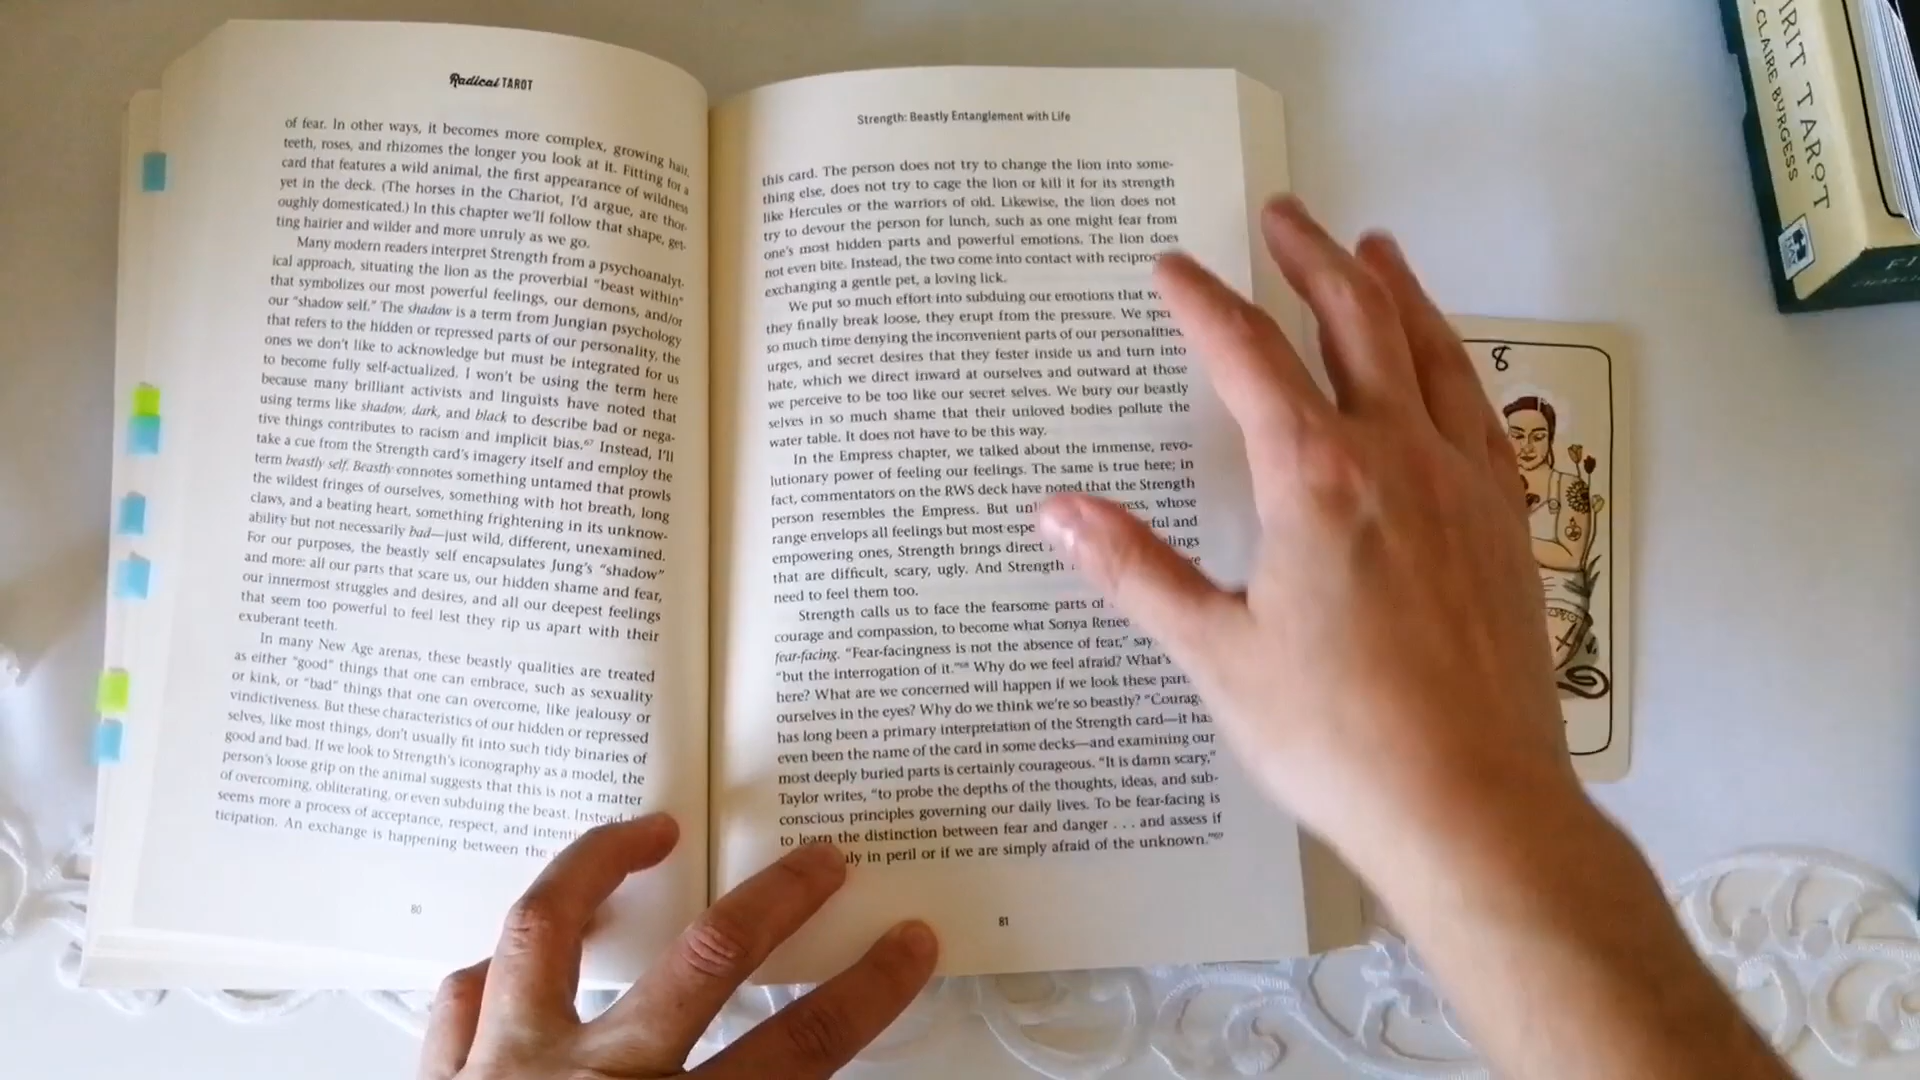 Radical TAROT
of fear. In other ways, it becomes more complex, growing hair,
teeth, roses, and rhizomes the longer you look at it. Fitting for a
card that features a wild animal, the first appearance of wildness
yet in the deck. (The horses in the Chariot, I'd argue, are thor-
oughly domesticated.) In this chapter we'll follow that shape, get-
ting hairier and wilder and more unruly as we go.
Many modern readers interpret Strength from a psychoanalyt-
ical approach, situating the lion as the proverbial "beast within"
that symbolizes our most powerful feelings, our demons, and/or
our "shadow self." The shadow is a term from Jungian psychology
that refers to the hidden or repressed parts of our personality, the
ones we don't like to acknowledge but must be integrated for us
to become fully self-actualized. I won't be using the term here
because many brilliant activists and linguists have noted that
using terms like shadow, dark, and black to describe bad or nega-
tive things contributes to racism and implicit bias.67 Instead, I'll
take a cue from the Strength card's imagery itself and employ the
term beastly self. Beastly connotes something untamed that prowls
the wildest fringes of ourselves, something with hot breath, long
claws, and a beating heart, something frightening in its unknow-
ability but not necessarily bad—just wild, different, unexamined.
For our purposes, the beastly self encapsulates Jung's "shadow"
and more: all our parts that scare us, our hidden shame and fear,
our innermost struggles and desires, and all our deepest feelings
that seem too powerful to feel lest they rip us apart with their
exuberant teeth.
In many New Age arenas, these beastly qualities are treated
as either "good" things that one can embrace, such as sexuality
or kink, or "bad" things that one can overcome, like jealousy or
vindictiveness. But these characteristics of our hidden or repressed
selves, like most things, don't usually fit into such tidy binaries of
good and bad. If we look to Strength's iconography as a model, the
person's loose grip on the animal suggests that this is not a matter
of overcoming, obliterating, or even subduing the beast. Instead,
seems more a process of acceptance, respect, and
ticipation. An exchange is happening between the
80
Strength: Beastly Entanglement with Life
this card. The person does not try to change the lion into some-
thing else, does not try to cage the lion or kill it for its strength
like Hercules or the warriors of old. Likewise, the lion does not
try to devour the person for lunch, such as one might fear from
one's most hidden parts and powerful emotions. The lion does
not even bite. Instead, the two come into contact with
exchanging a gentle pet, a loving lick.
We put so much effort into subduing our emotions that
they finally break loose, they erupt from the pressure. We
so much time denying the inconvenient parts of our personalities,
urges, and secret desires that they fester inside us and turn into
hate, which we direct inward at ourselves and outward at those
we perceive to be too like our secret selves. We bury our beastly
selves in so much shame that their unloved bodies pollute the
water table. It does not have to be this way.
In the Empress chapter, we talked about the immense, revo-
lutionary power of feeling our feelings. The same is true here; in
fact, commentators on the RWS deck have noted that the Strength
person resembles the Empress. But whose
range envelops all feelings but most and
empowering ones, Strength brings direct
that are difficult, scary, ugly. And Strength
need to feel them too.
Strength calls us to face the fearsome parts of
courage and compassion, to become what Sonya Renee
fear-facing. "Fear-facingness is not the absence of fear,"
"but the interrogation of it."68 Why do we feel afraid? What's
here? What are we concerned will happen if we look these
ourselves in the eyes? Why do we think we're so beastly?
has long been a primary interpretation of the Strength card—it has
even been the name of the card in some decks—and examining our
most deeply buried parts is certainly courageous. "It is damn scary,"
Taylor writes, "to probe the depths of the thoughts, ideas, and sub-
conscious principles governing our daily lives. To be fear-facing is
to learn the distinction between fear and danger . . . and assess if
in peril or if we are simply afraid of the unknown."69
81
8
TAROT
CLAIRE BURGESS